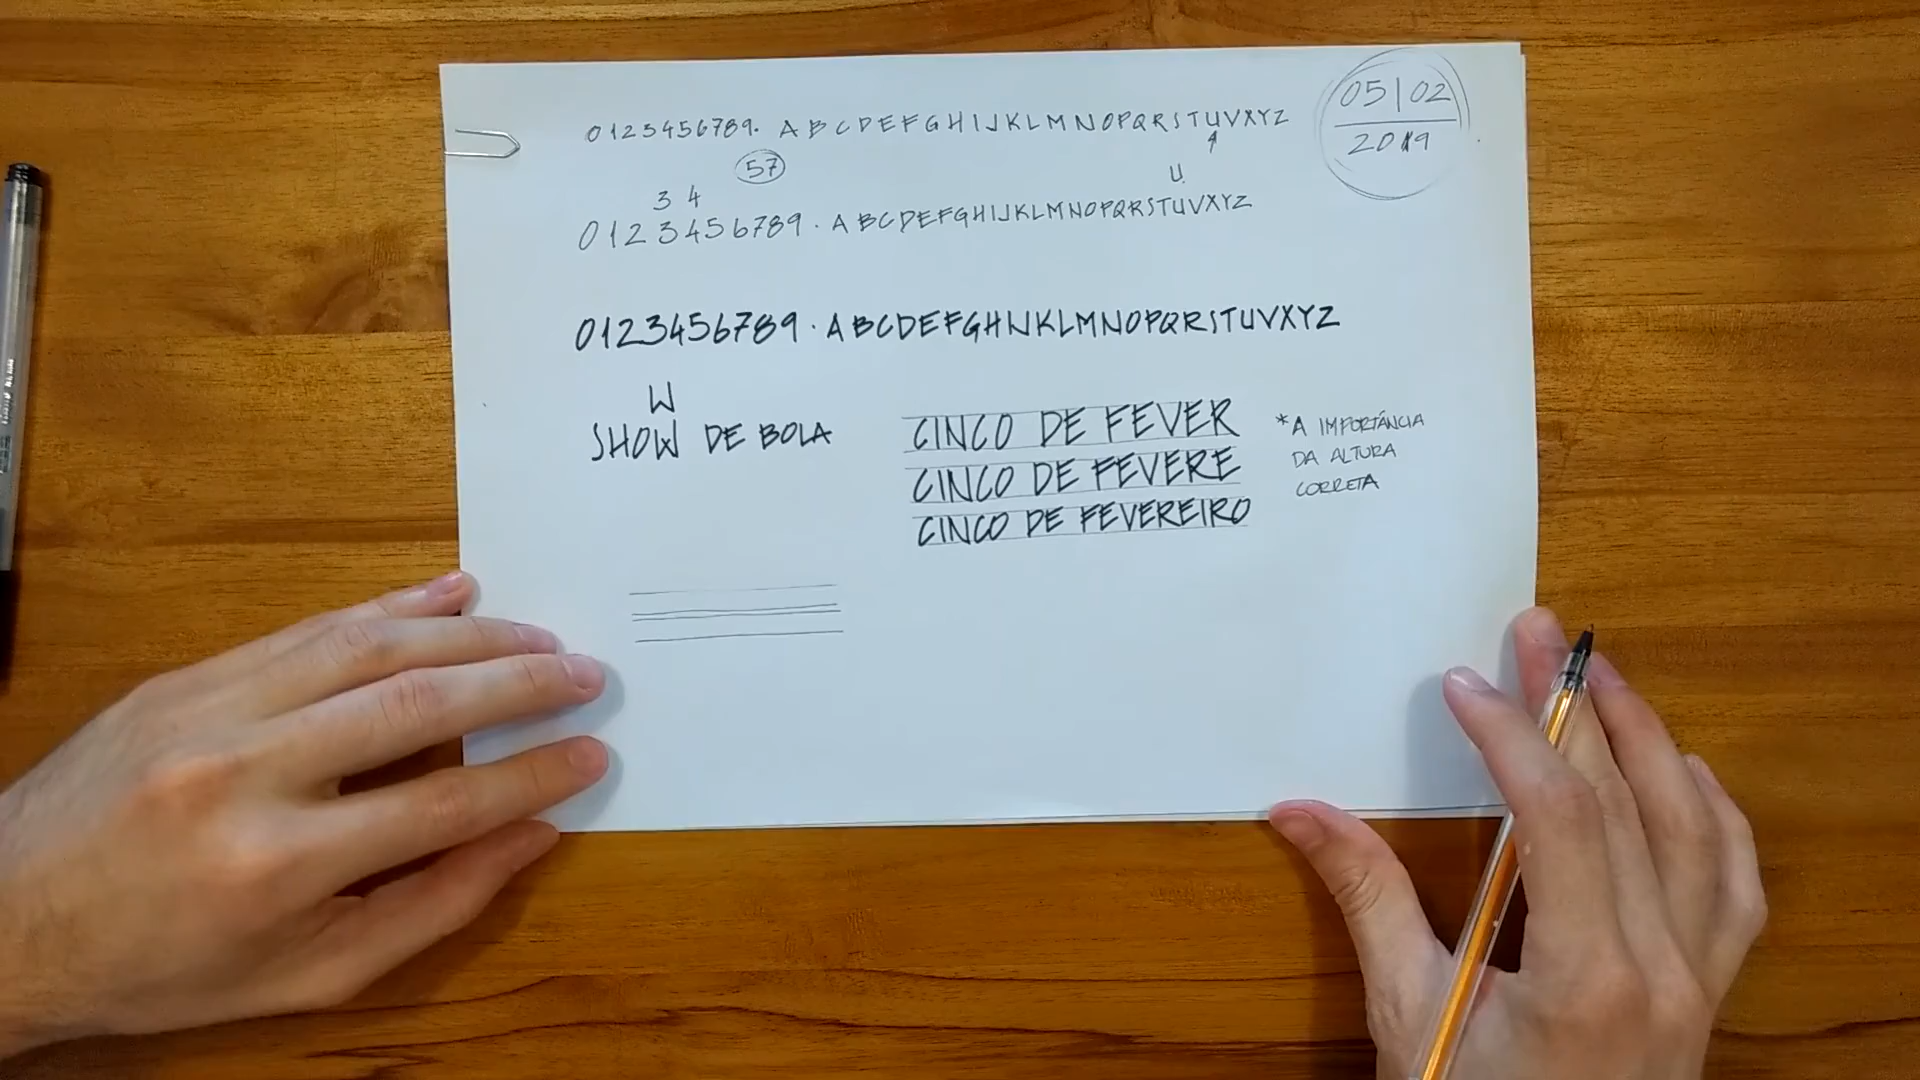 0123456789. ABCDEFGHIJKLMNOPQRSTUVXYZ
05|02
2019
57
U.
3 4
0123456789 . ABCDEFGHIJKLMNOPQRSTUVXYZ
0123456789 . ABCDEFGHIJKLMNOPQRSTUVXYZ
W
SHOW DE BOLA
CINCO DE FEVER
CINCO DE FEVERE
CINCO DE FEVEREIRO
*A IMPORTÂNCIA
DA ALTURA
CORRETA